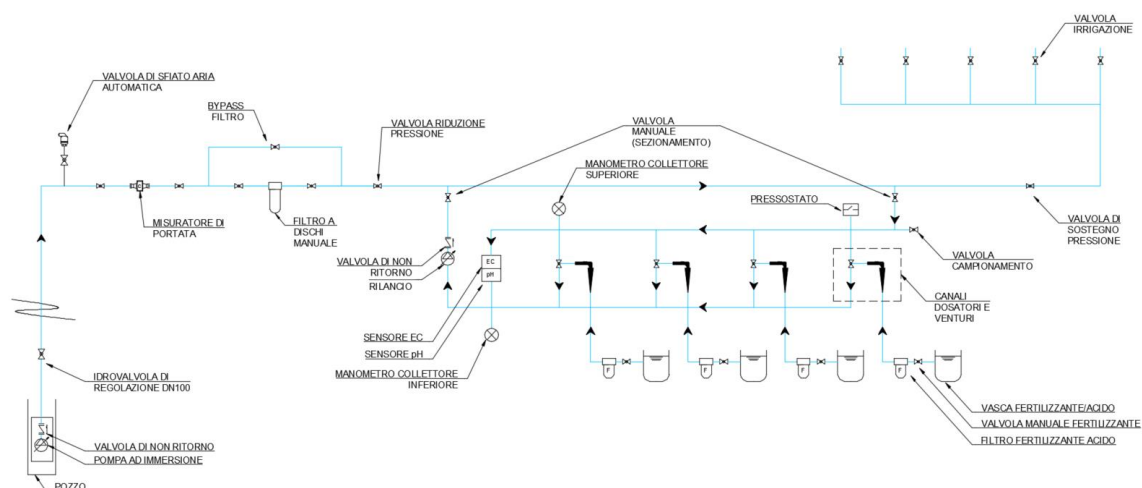 VALVOLA
IRRIGAZIONE
VALVOLA DI SFIATO ARIA
AUTOMATICA
BYPASS
FILTRO
VALVOLA RIDUZIONE
PRESSIONE
VALVOLA
MANUALE
(SEZIONAMENTO)
MANOMETRO COLLETTORE
SUPERIORE
PRESSOSTATO
MISURATORE DI
PORTATA
FILTRO A
DISCHI
MANUALE
VALVOLA DI
SOSTEGNO
PRESSIONE
VALVOLA DI NON
RITORNO
RILANCIO
EC
pH
VALVOLA
CAMPIONAMENTO
CANALI
DOSATORI E
VENTURI
SENSORE EC
SENSORE pH
MANOMETRO COLLETTORE
INFERIORE
IDROVALVOLA DI
REGOLAZIONE DN100
F
F
F
F
VASCA FERTILIZZANTE/ACIDO
VALVOLA MANUALE FERTILIZZANTE
FILTRO FERTILIZZANTE ACIDO
VALVOLA DI NON RITORNO
POMPA AD IMMERSIONE
POZZO